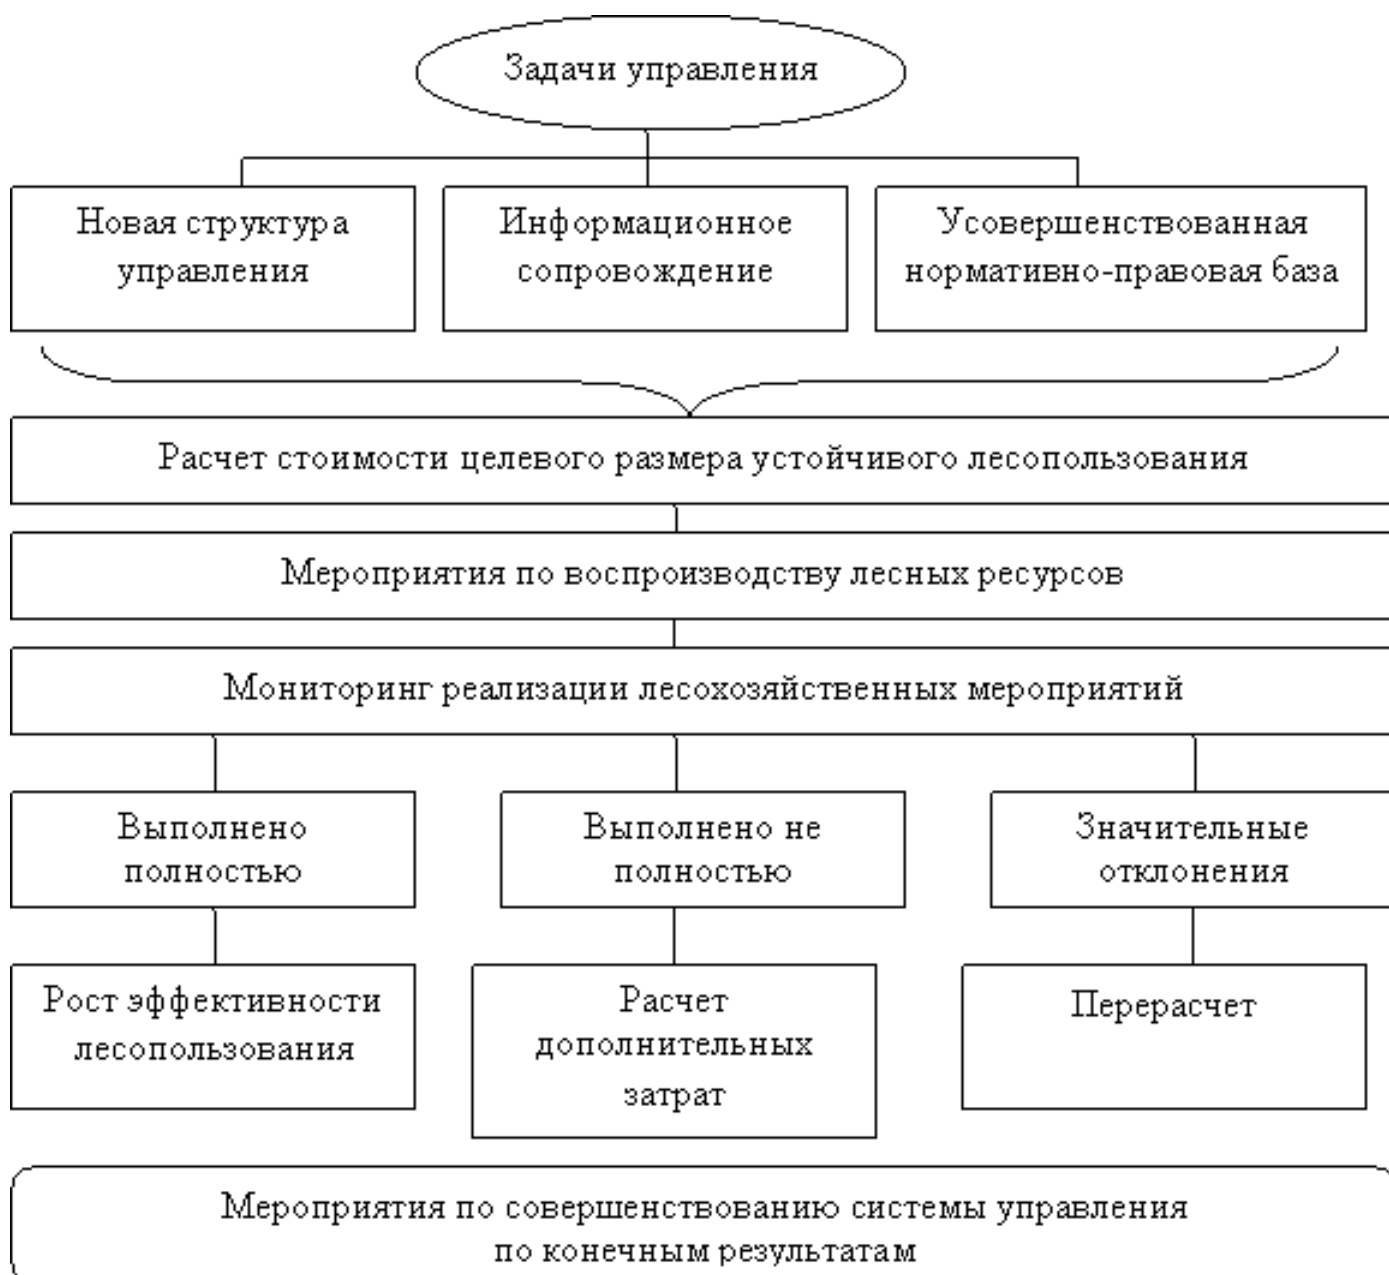 Задачи управления
Новая структура
управления
Информационное
сопровождение
Усовершенствованная
нормативно-правовая база
Расчет стоимости целевого размера устойчивого лесопользования
Мероприятия по воспроизводству лесных ресурсов
Мониторинг реализации лесохозяйственных мероприятий
Выполнено
полностью
Выполнено не
полностью
Значительные
отклонения
Рост эффективности
лесопользования
Расчет
дополнительных
затрат
Перерасчет
Мероприятия по совершенствованию системы управления
по конечным результатам